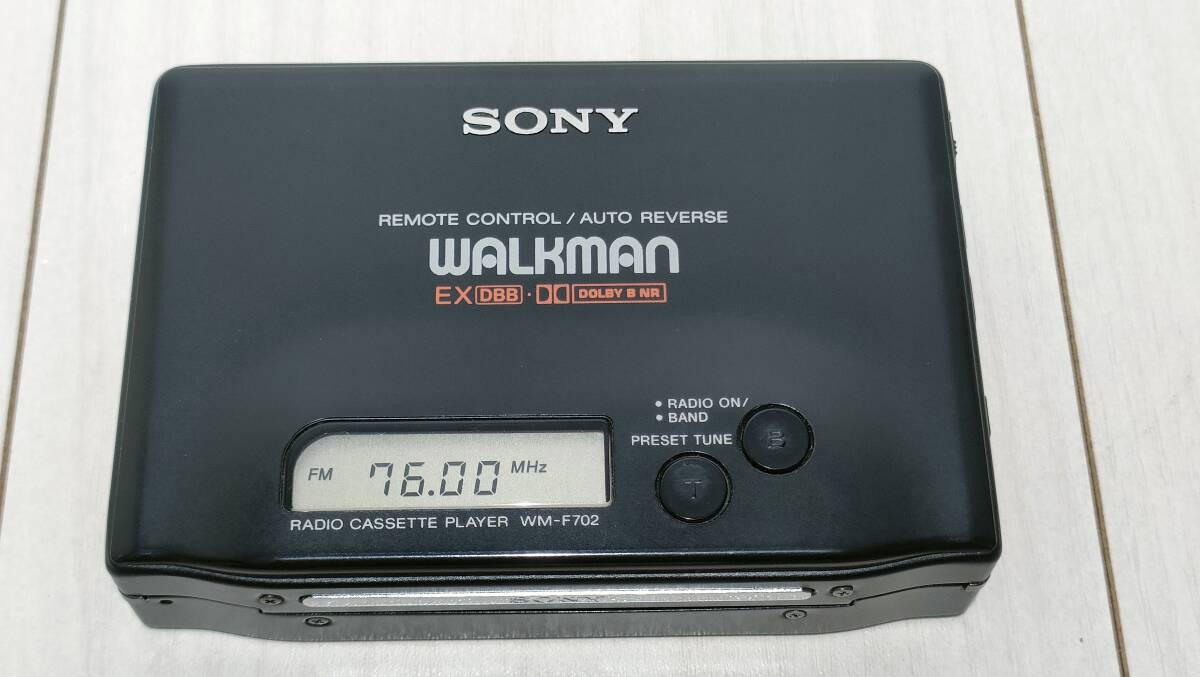 SONY
REMOTE CONTROL / AUTO REVERSE
WALKMAN
EX DBB · DOLBY B NR
• RADIO ON/
• BAND
B
PRESET TUNE
T
FM 76.00 MHz
RADIO CASSETTE PLAYER WM-F702
SONY